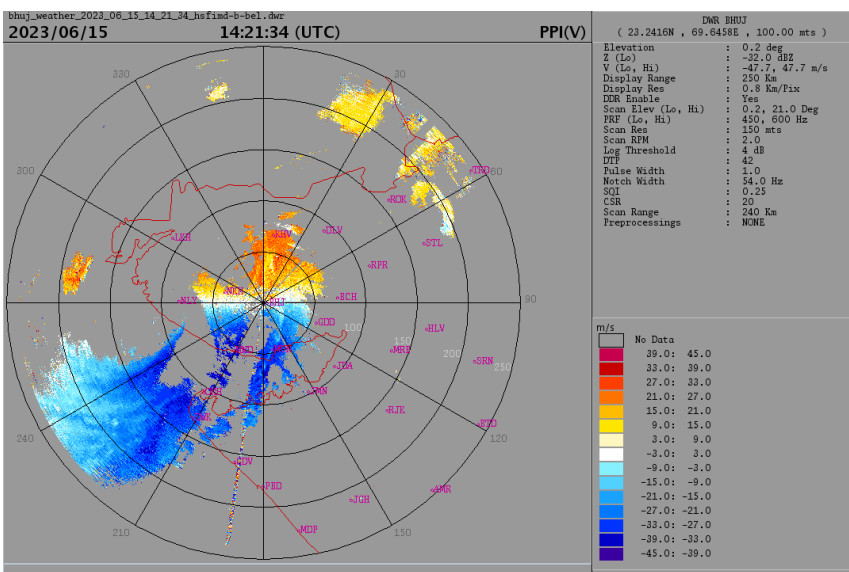 bhuj_weather_2023_06_15_14_21_34_hsfimd-b-bel.dwr
2023/06/15 14:21:34 (UTC) PPI(V)
330
30
300
60
TRD
ROK
KHV
DLV
LKH
STL
RPR
NLY
BCH
90
GDD
100
HLV
150
MRB
200
SRN
250
JDA
RJK
BTD
240
120
PBD
AMR
JGH
210
MDP
150
DWR BHUJ
( 23.2416N , 69.6458E , 100.00 mts )
Elevation : 0.2 deg
Z (Lo) : -32.0 dBZ
V (Lo, Hi) : -47.7, 47.7 m/s
Display Range : 250 Km
Display Res : 0.8 Km/Pix
DDR Enable : Yes
Scan Elev (Lo, Hi) : 0.2, 21.0 Deg
PRF (Lo, Hi) : 450, 600 Hz
Scan Res : 150 mts
Scan RPM : 2.0
Log Threshold : 4 dB
DTP : 42
Pulse Width : 1.0
Notch Width : 54.0 Hz
SQI : 0.25
CSR : 20
Scan Range : 240 Km
Preprocessings : NONE
m/s
No Data
39.0: 45.0
33.0: 39.0
27.0: 33.0
21.0: 27.0
15.0: 21.0
9.0: 15.0
3.0: 9.0
-3.0: 3.0
-9.0: -3.0
-15.0: -9.0
-21.0: -15.0
-27.0: -21.0
-33.0: -27.0
-39.0: -33.0
-45.0: -39.0